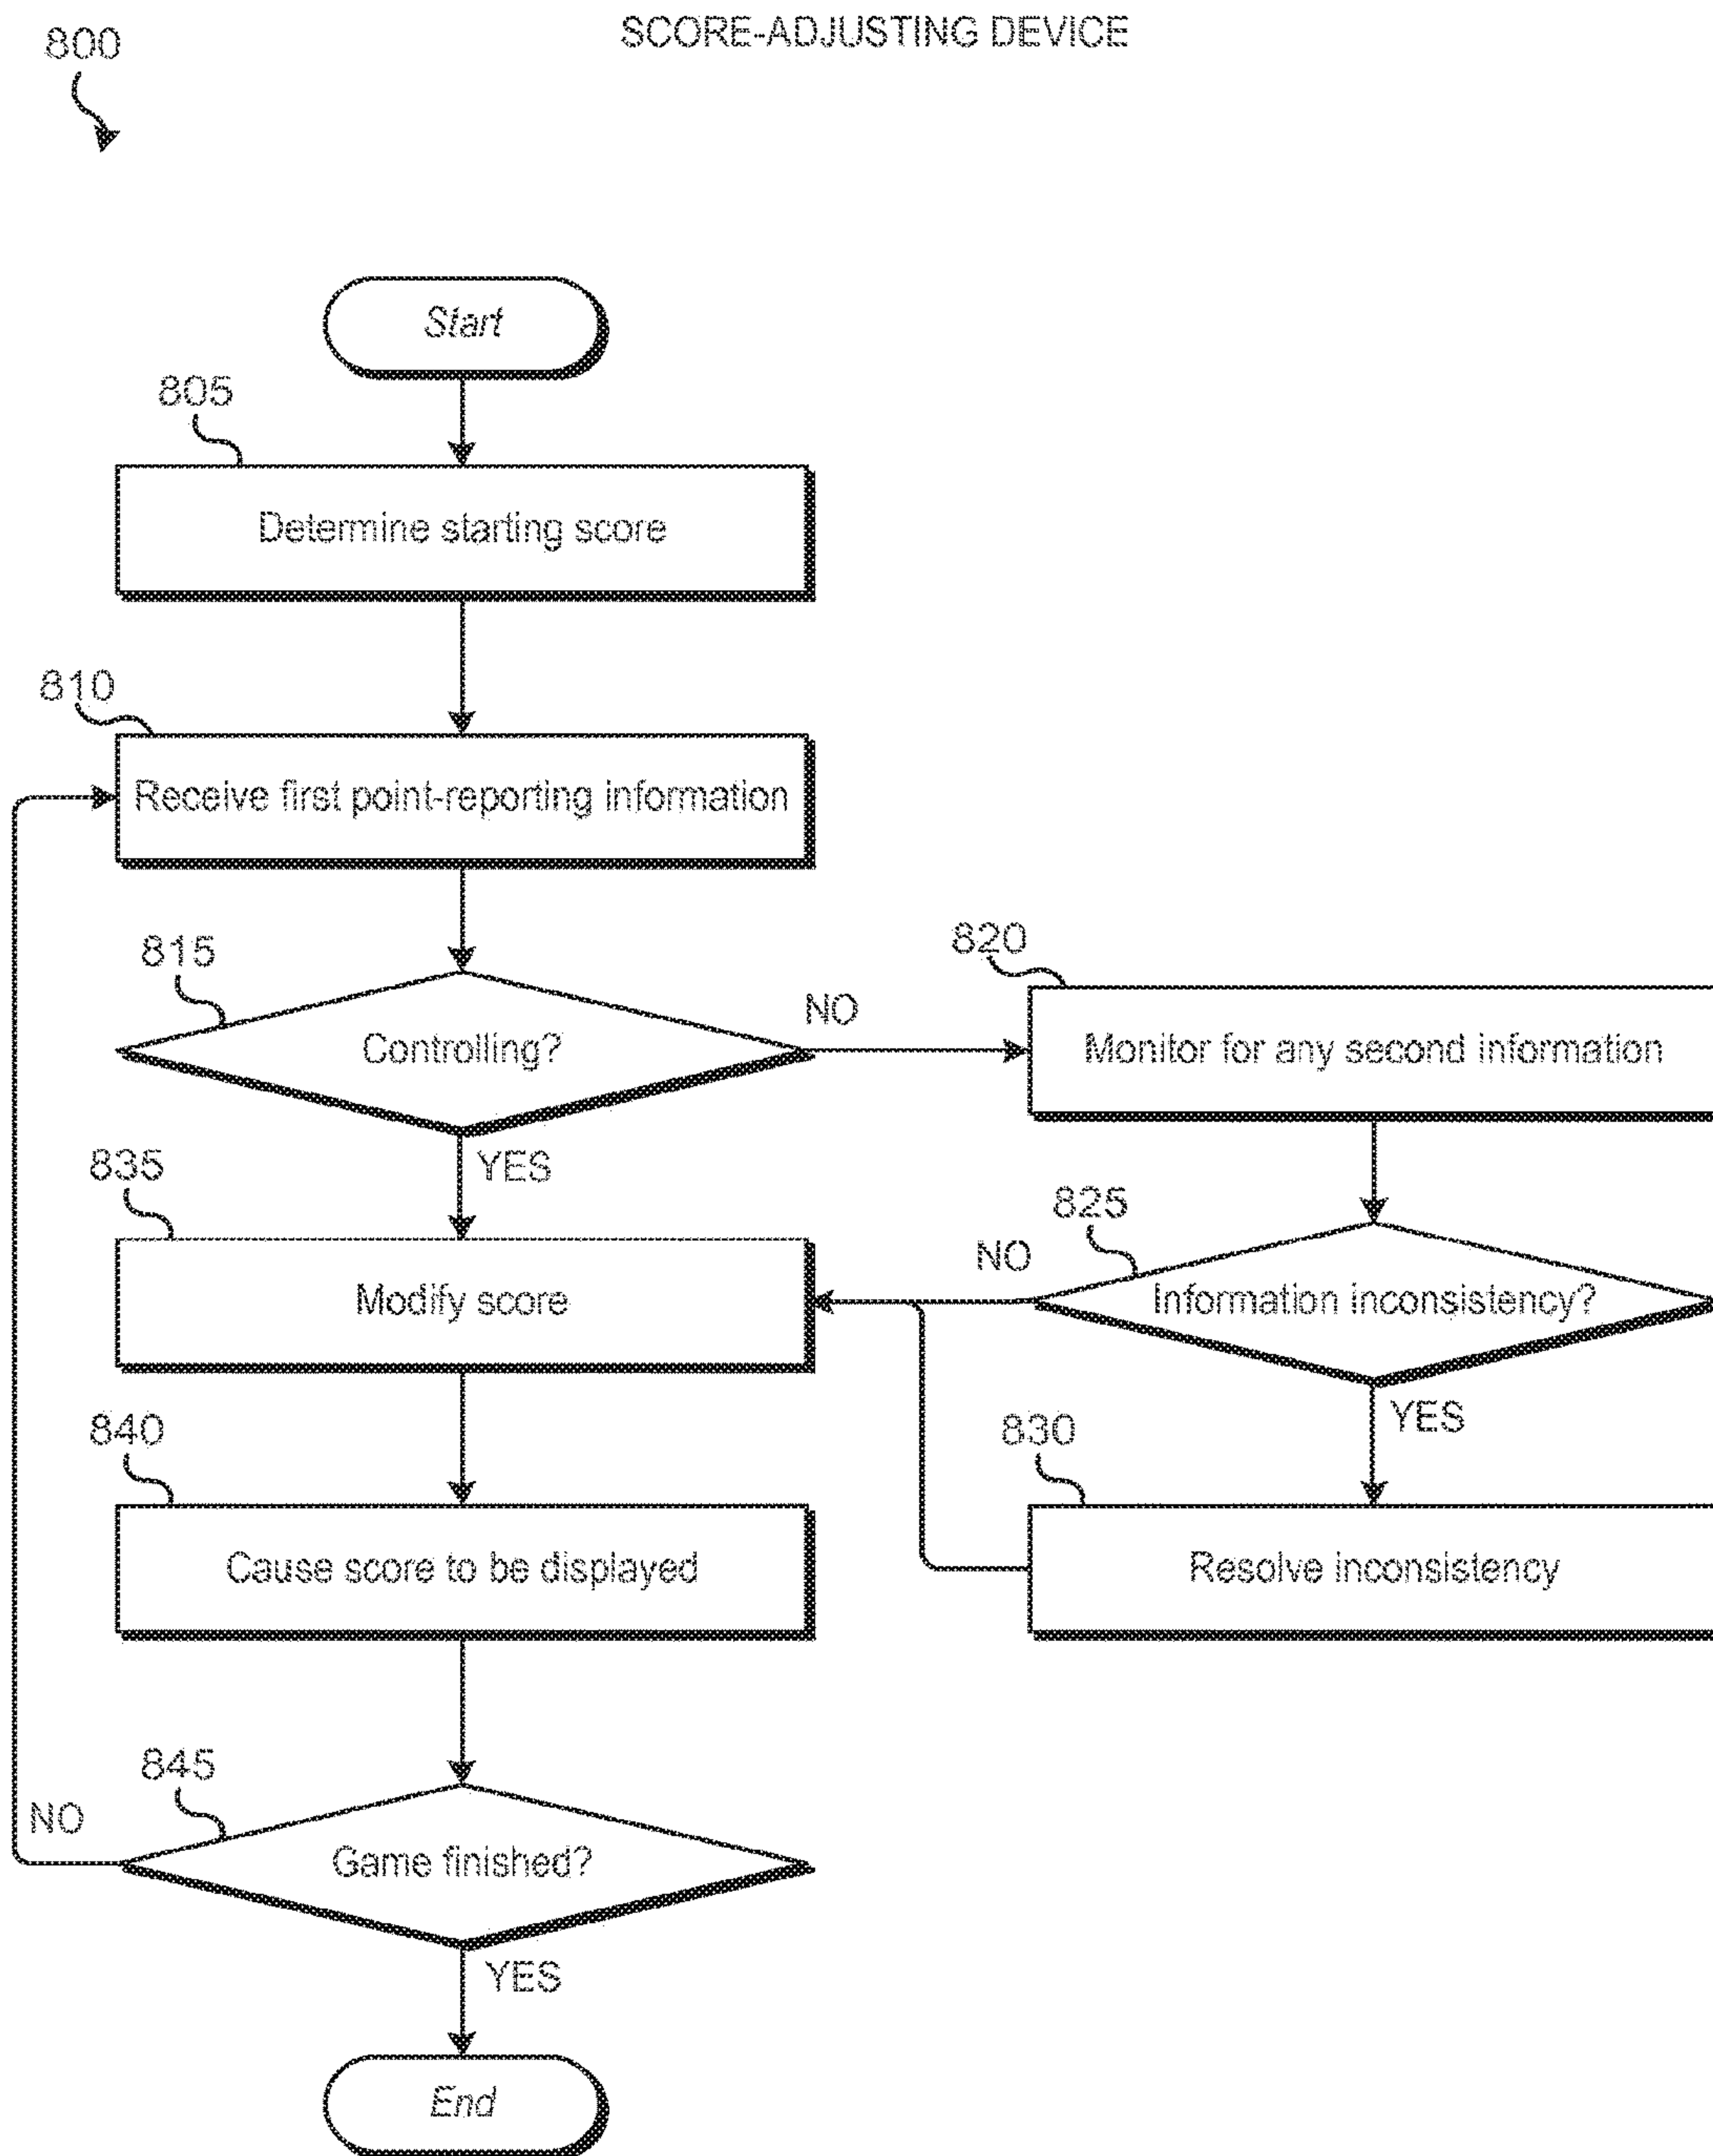 SCORE-ADJUSTING DEVICE
800
Start
805
Determine starting score
810
Receive first point-reporting information
815
Controlling?
NO
YES
820
Monitor for any second information
825
Information inconsistency?
NO
YES
830
Resolve inconsistency
835
Modify score
840
Cause score to be displayed
845
Game finished?
NO
YES
End